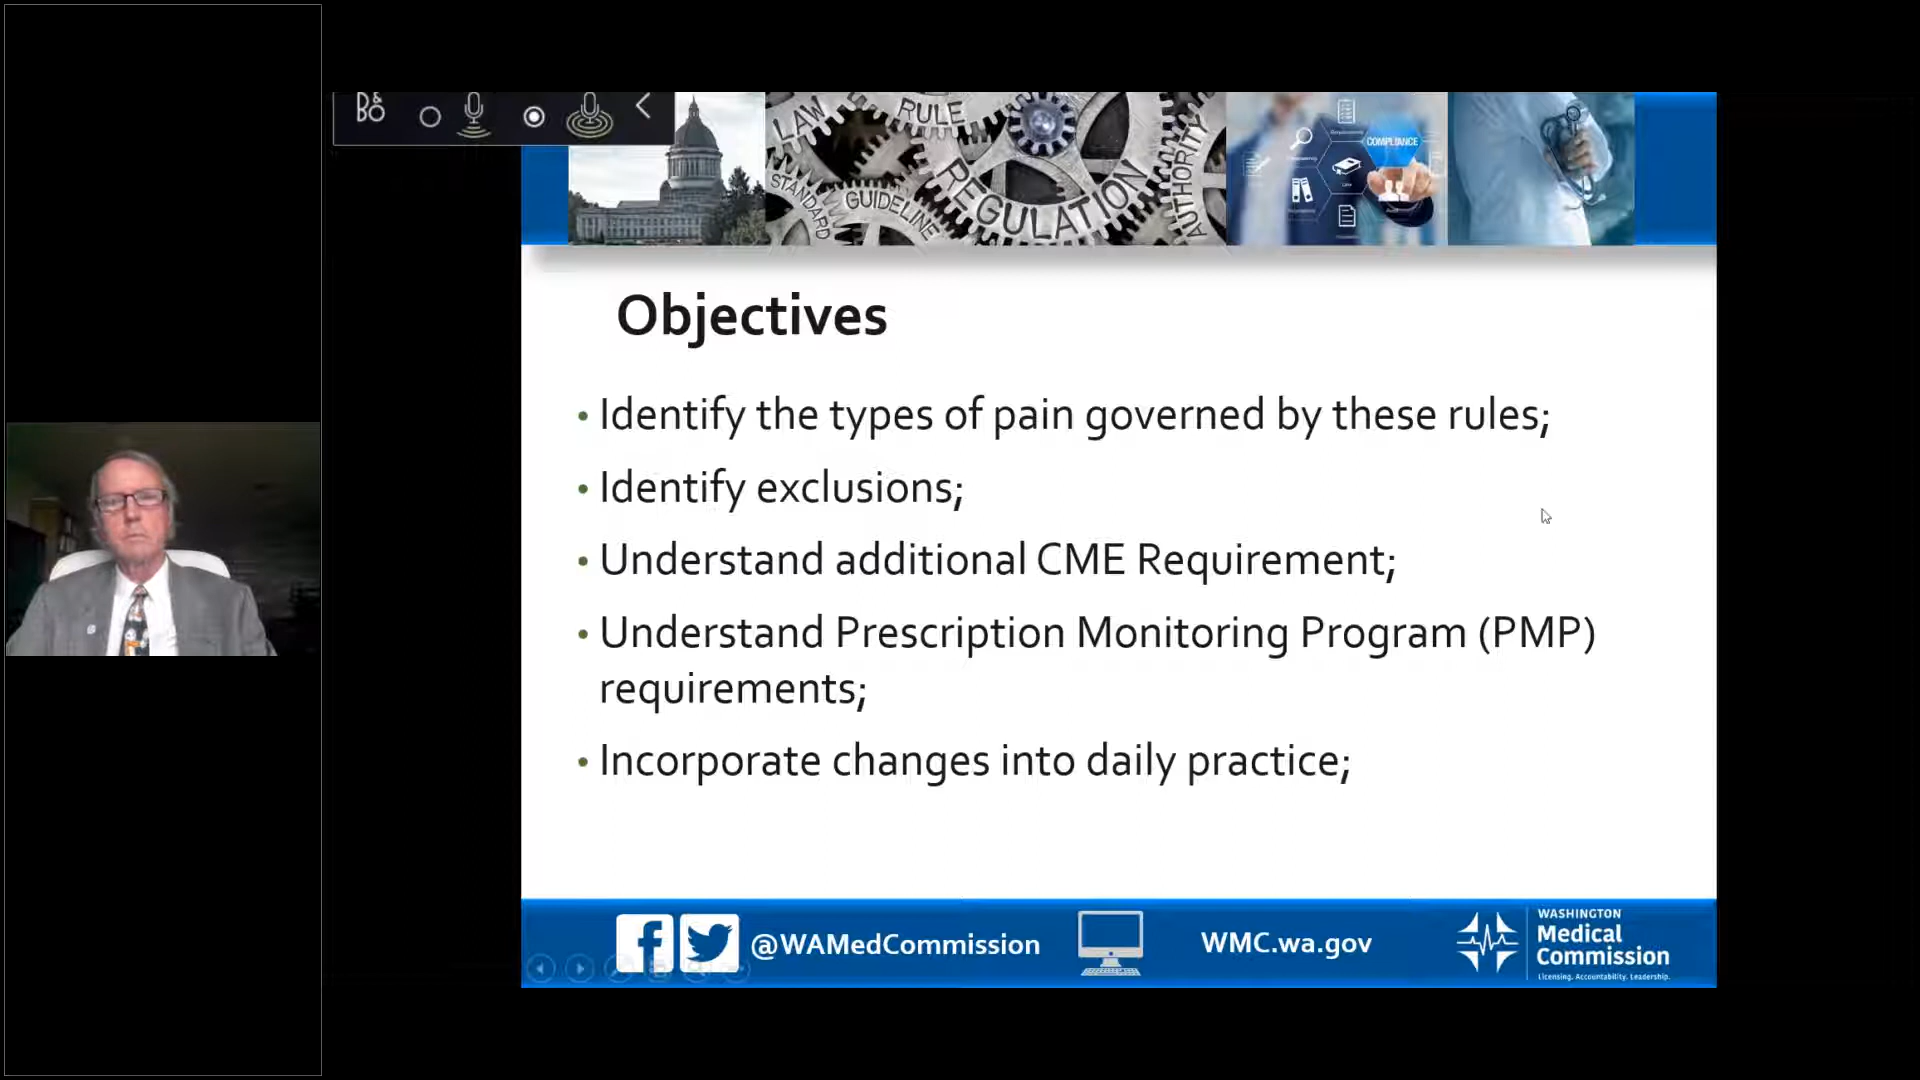 B&O
LAW
RULE
STANDARD
GUIDELINE
REGULATION
AUTHORITY
COMPLIANCE
Objectives
• Identify the types of pain governed by these rules;
• Identify exclusions;
• Understand additional CME Requirement;
• Understand Prescription Monitoring Program (PMP)
requirements;
• Incorporate changes into daily practice;
@WAMedCommission
WMC.wa.gov
WASHINGTON
Medical
Commission
Licensing. Accountability. Leadership.